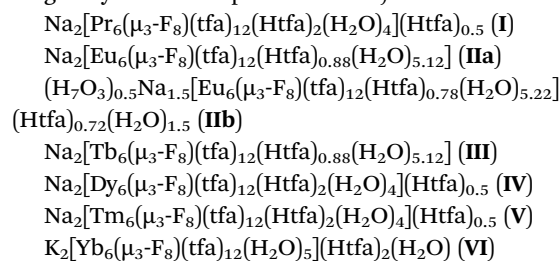 Na₂[Pr₆(μ₃-F₈)(tfa)₁₂(Htfa)₂(H₂O)₄](Htfa)₀.₅ (I)
Na₂[Eu₆(μ₃-F₈)(tfa)₁₂(Htfa)₀.₈₈(H₂O)₅.₁₂] (IIa)
(H₇O₃)₀.₅Na₁.₅[Eu₆(μ₃-F₈)(tfa)₁₂(Htfa)₀.₇₈(H₂O)₅.₂₂]
(Htfa)₀.₇₂(H₂O)₁.₅ (IIb)
Na₂[Tb₆(μ₃-F₈)(tfa)₁₂(Htfa)₀.₈₈(H₂O)₅.₁₂] (III)
Na₂[Dy₆(μ₃-F₈)(tfa)₁₂(Htfa)₂(H₂O)₄](Htfa)₀.₅ (IV)
Na₂[Tm₆(μ₃-F₈)(tfa)₁₂(Htfa)₂(H₂O)₄](Htfa)₀.₅ (V)
K₂[Yb₆(μ₃-F₈)(tfa)₁₂(H₂O)₅](Htfa)₂(H₂O) (VI)